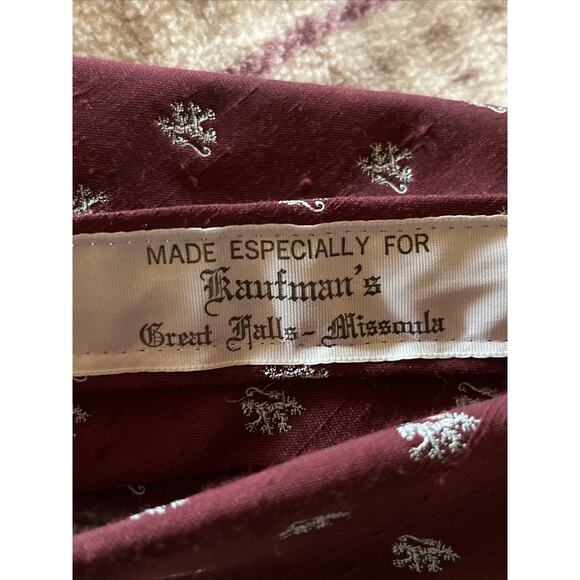 MADE ESPECIALLY FOR
Kaufman's
Great Falls - Missoula